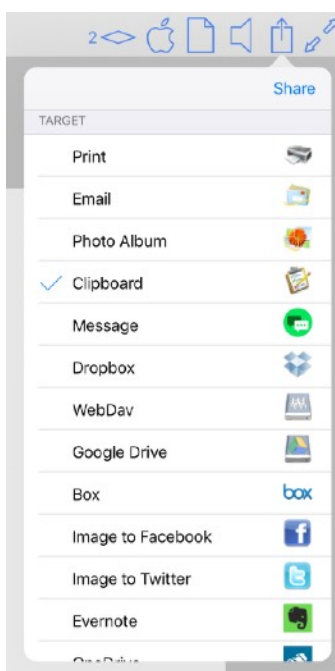 2
Share
TARGET
Print
Email
Photo Album
Clipboard
Message
Dropbox
WebDav
Google Drive
Box box
Image to Facebook
Image to Twitter
Evernote
OneDrive